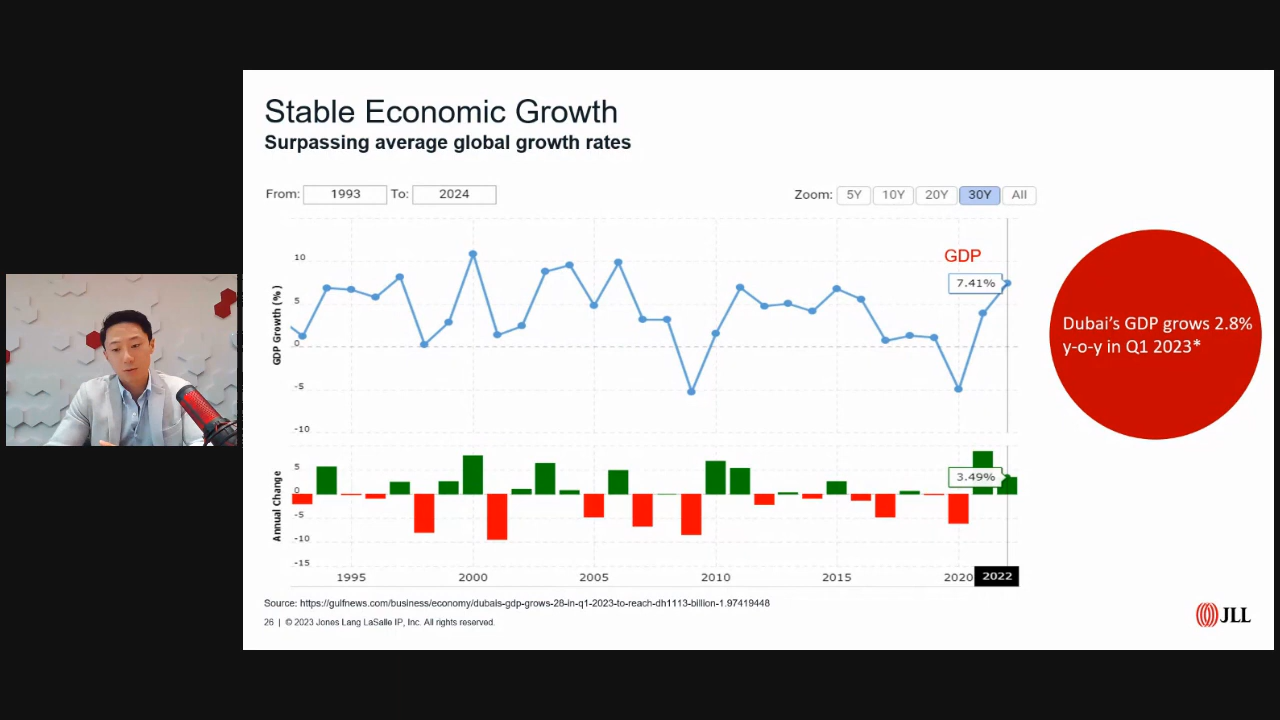 Stable Economic Growth
Surpassing average global growth rates
From: 1993 To: 2024
Zoom: 5Y 10Y 20Y 30Y All
GDP
7.41%
10
5
0
-5
-10
GDP Growth (%)
Dubai's GDP grows 2.8%
y-o-y in Q1 2023*
3.49%
5
0
-5
-10
-15
Annual Change
1995 2000 2005 2010 2015 2020 2022
Source: https://gulfnews.com/business/economy/dubais-gdp-grows-28-in-q1-2023-to-reach-dh1113-billion-1.97419448
26 | © 2023 Jones Lang LaSalle IP, Inc. All rights reserved.
JLL